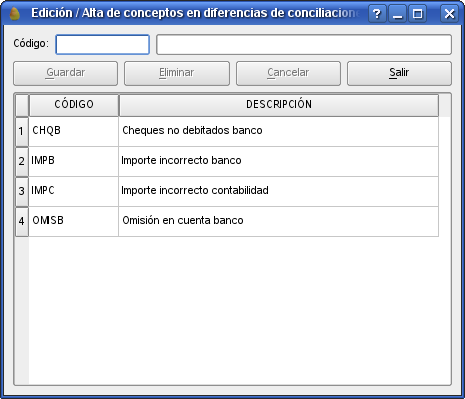 Edición / Alta de conceptos en diferencias de conciliacione
Código:
Guardar Eliminar Cancelar Salir
CÓDIGO DESCRIPCIÓN
1 CHQB Cheques no debitados banco
2 IMPB Importe incorrecto banco
3 IMPC Importe incorrecto contabilidad
4 OMISB Omisión en cuenta banco